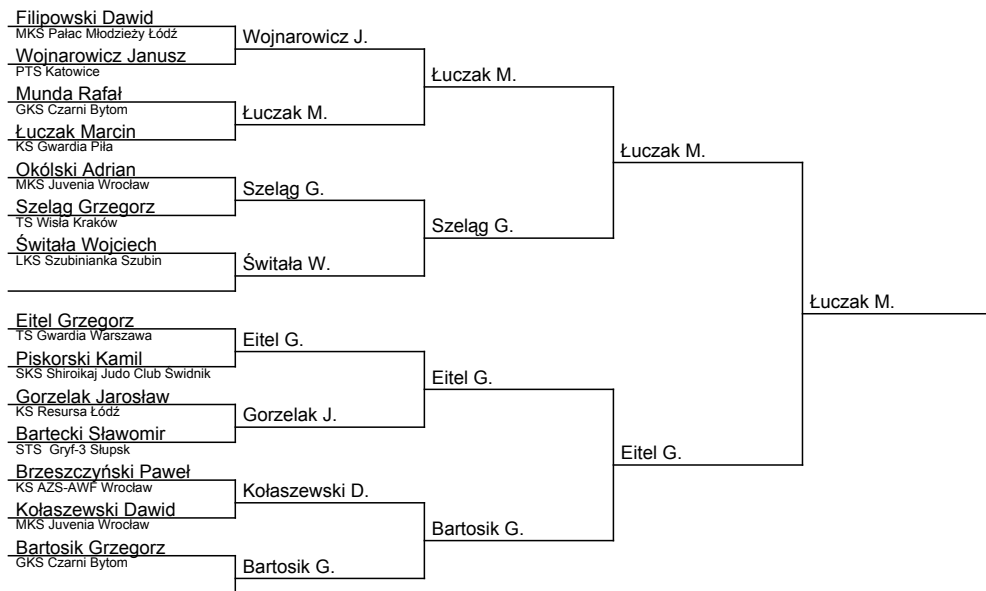 Filipowski Dawid
MKS Pałac Młodzieży Łódź
Wojnarowicz J.
Wojnarowicz Janusz
PTS Katowice
Łuczak M.
Munda Rafał
GKS Czarni Bytom
Łuczak M.
Łuczak Marcin
KS Gwardia Piła
Łuczak M.
Okólski Adrian
MKS Juvenia Wrocław
Szeląg G.
Szeląg Grzegorz
TS Wisła Kraków
Szeląg G.
Świtała Wojciech
LKS Szubinianka Szubin
Świtała W.
Łuczak M.
Eitel Grzegorz
TS Gwardia Warszawa
Eitel G.
Piskorski Kamil
SKS Shiroikaj Judo Club Świdnik
Eitel G.
Gorzelak Jarosław
KS Resursa Łódź
Gorzelak J.
Bartecki Sławomir
STS  Gryf-3 Słupsk
Eitel G.
Brzeszczyński Paweł
KS AZS-AWF Wrocław
Kołaszewski D.
Kołaszewski Dawid
MKS Juvenia Wrocław
Bartosik G.
Bartosik Grzegorz
GKS Czarni Bytom
Bartosik G.